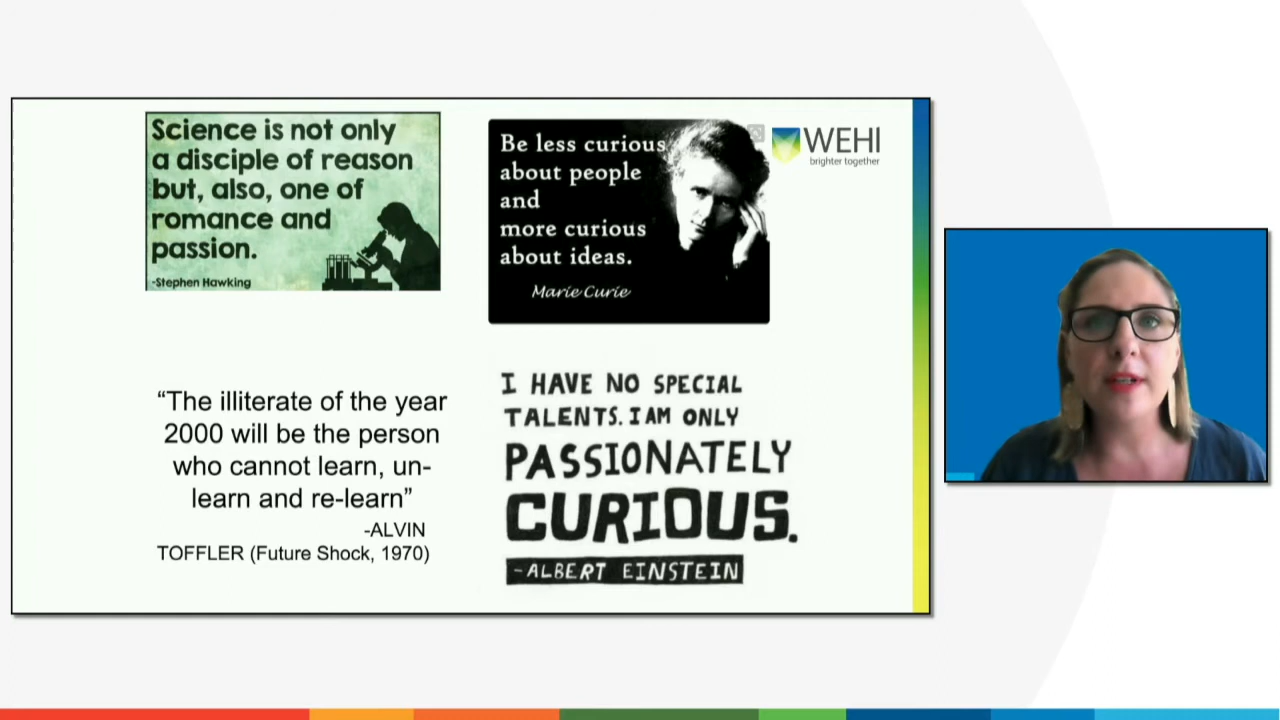 Science is not only
a disciple of reason
but, also, one of
romance and
passion.
-Stephen Hawking
Be less curious
about people
and
more curious
about ideas.
Marie Curie
WEHI
brighter together
“The illiterate of the year
2000 will be the person
who cannot learn, un-
learn and re-learn”
-ALVIN
TOFFLER (Future Shock, 1970)
I HAVE NO SPECIAL
TALENTS. I AM ONLY
PASSIONATELY
CURIOUS.
-ALBERT EINSTEIN